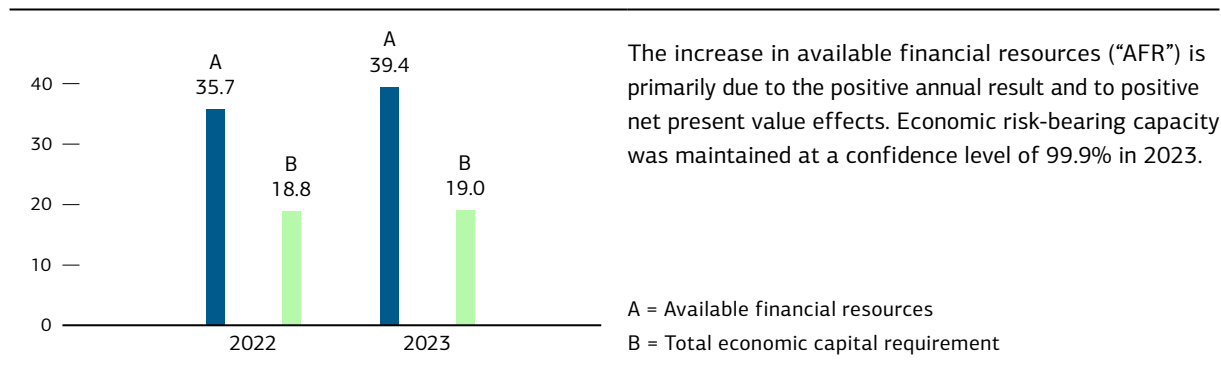 A
39.4
A
35.7
40
30
B
18.8
B
19.0
20
10
0
2022
2023
The increase in available financial resources (“AFR”) is
primarily due to the positive annual result and to positive
net present value effects. Economic risk-bearing capacity
was maintained at a confidence level of 99.9% in 2023.
A = Available financial resources
B = Total economic capital requirement